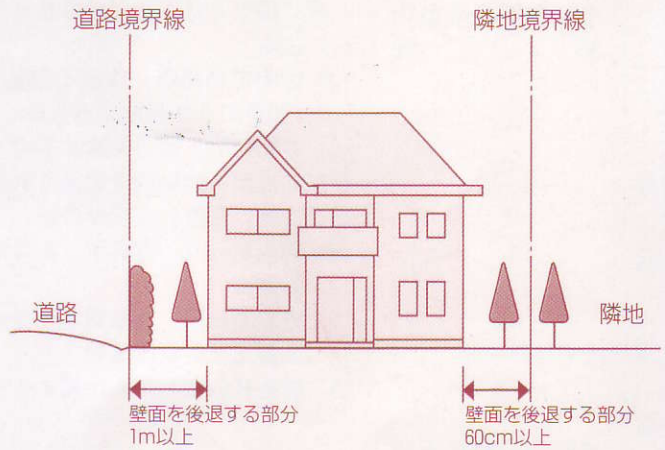 道路境界線
隣地境界線
道路
隣地
壁面を後退する部分
1m以上
壁面を後退する部分
60cm以上